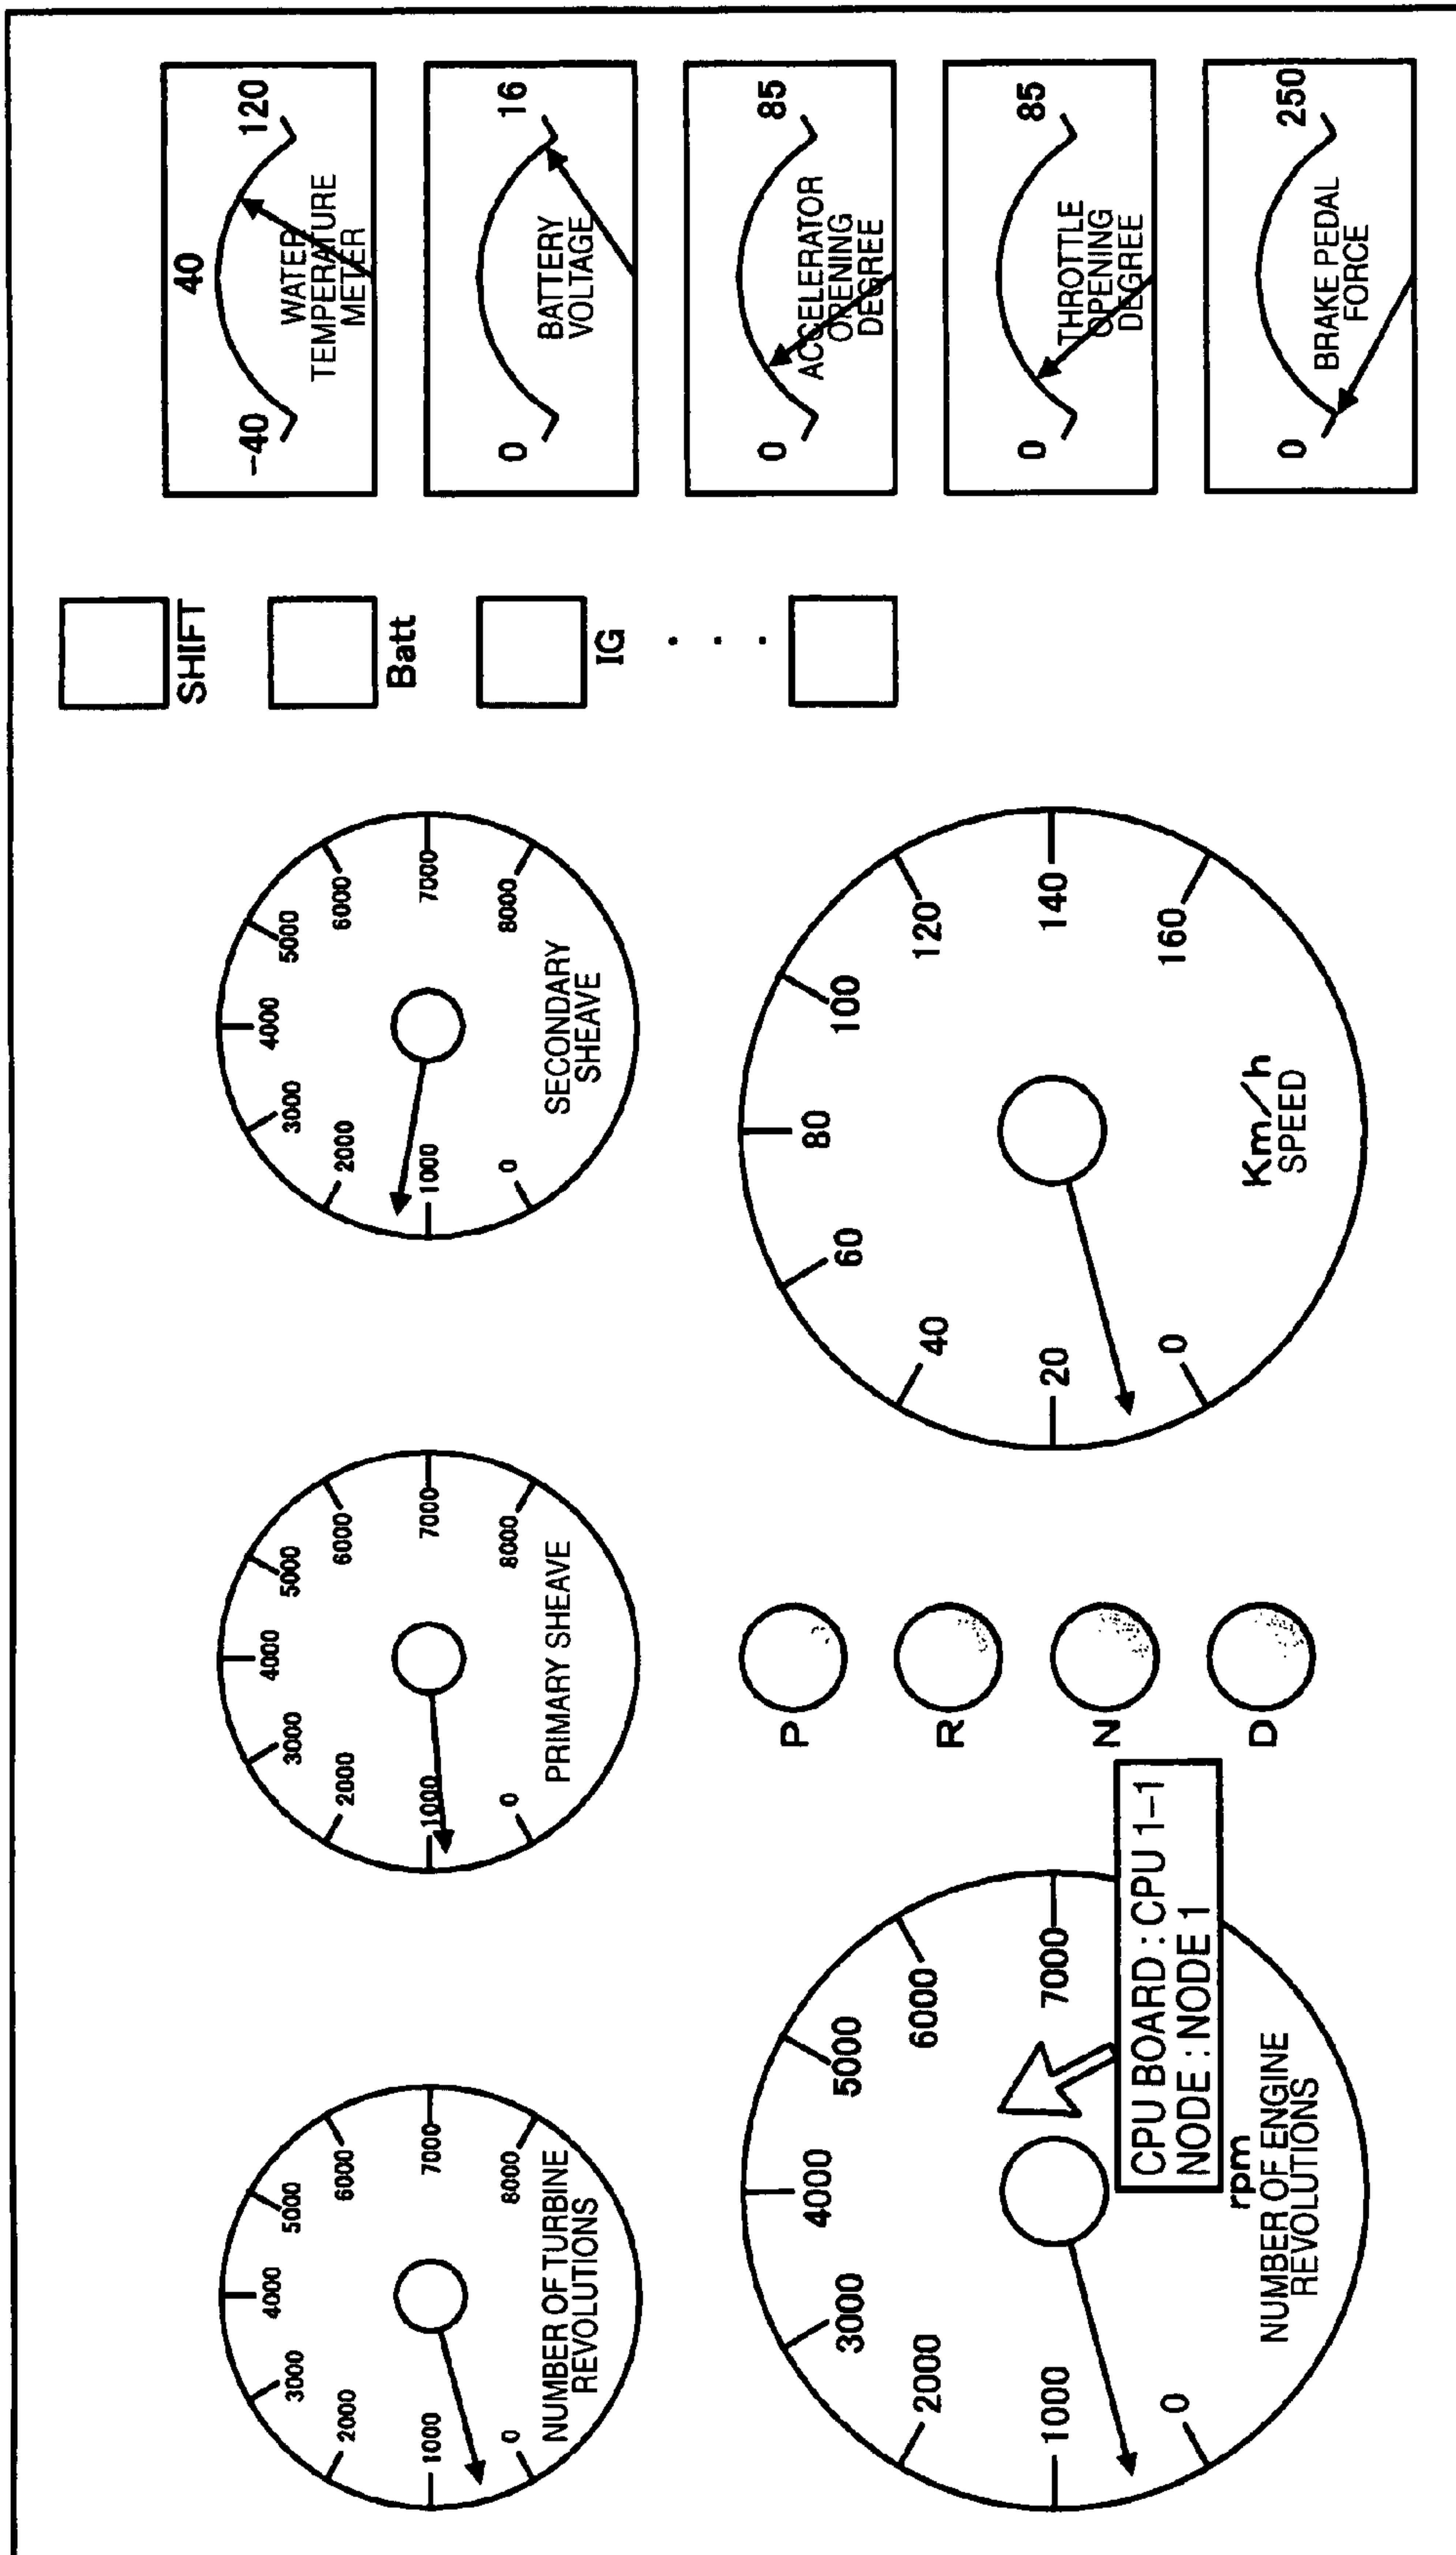 3000
4000
5000
2000
6000
1000
7000
0
8000
NUMBER OF TURBINE
REVOLUTIONS
3000
4000
5000
2000
6000
1000
7000
0
8000
PRIMARY SHEAVE
3000
4000
5000
2000
6000
1000
7000
0
8000
SECONDARY
SHEAVE
SHIFT
Batt
IG
. . .
40
-40
120
WATER
TEMPERATURE
METER
0
16
BATTERY
VOLTAGE
0
85
ACCELERATOR
OPENING
DEGREE
0
85
THROTTLE
OPENING
DEGREE
0
250
BRAKE PEDAL
FORCE
3000
4000
5000
2000
6000
1000
7000
0
CPU BOARD : CPU 1-1
NODE : NODE 1
rpm
NUMBER OF ENGINE
REVOLUTIONS
P
R
N
D
80
60
100
40
120
20
140
0
160
Km/h
SPEED